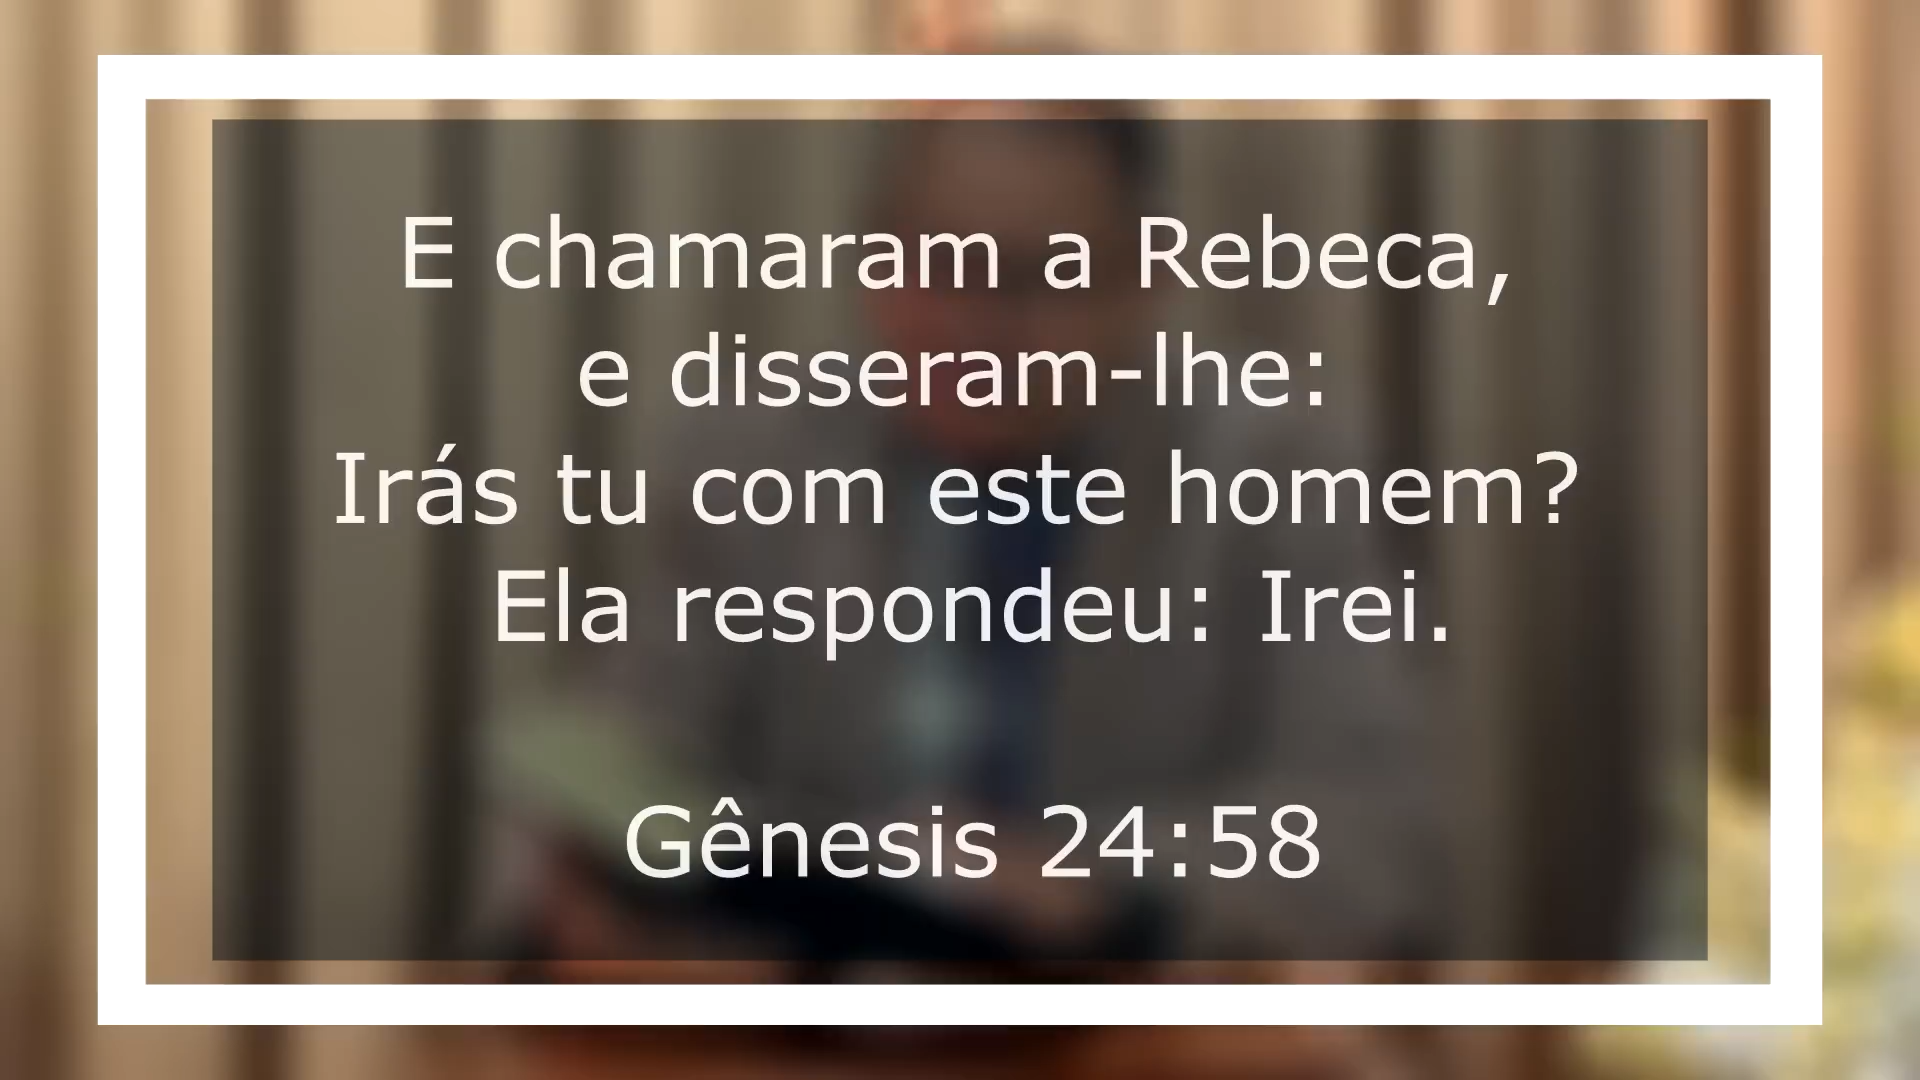 E chamaram a Rebeca,
e disseram-lhe:
Irás tu com este homem?
Ela respondeu: Irei.
Gênesis 24:58